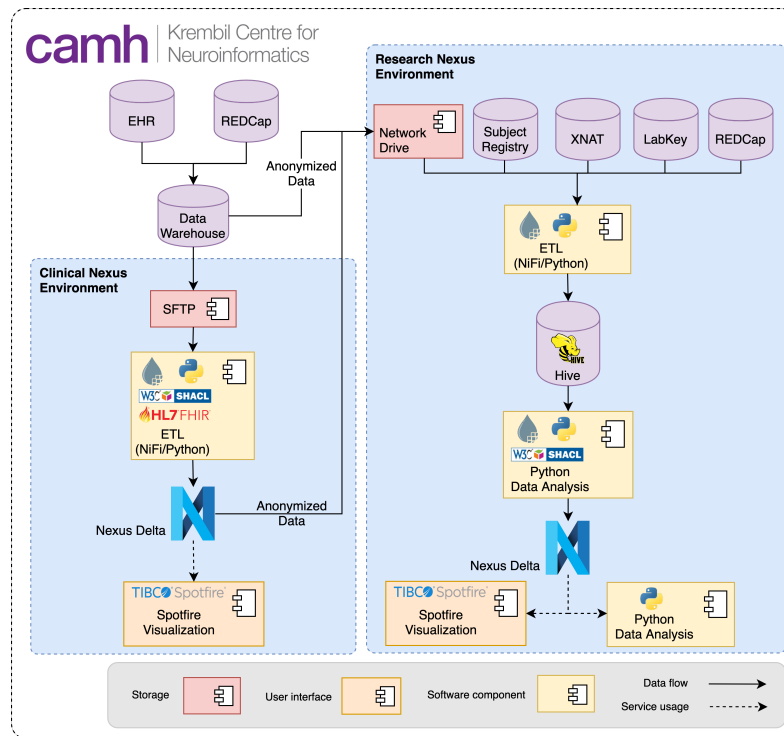 camh
Krembil Centre for
Neuroinformatics
Research Nexus
Environment
EHR
REDCap
Network
Drive
Subject
Registry
XNAT
LabKey
REDCap
Anonymized
Data
Data
Warehouse
ETL
(NiFi/Python)
Clinical Nexus
Environment
SFTP
HIVE
Hive
W3C SHACL
HL7 FHIR
ETL
(NiFi/Python)
W3C SHACL
Python
Data Analysis
Nexus Delta
Anonymized
Data
Nexus Delta
TIBCO Spotfire
Spotfire
Visualization
TIBCO Spotfire
Spotfire
Visualization
Python
Data Analysis
Storage
User interface
Software component
Data flow
Service usage